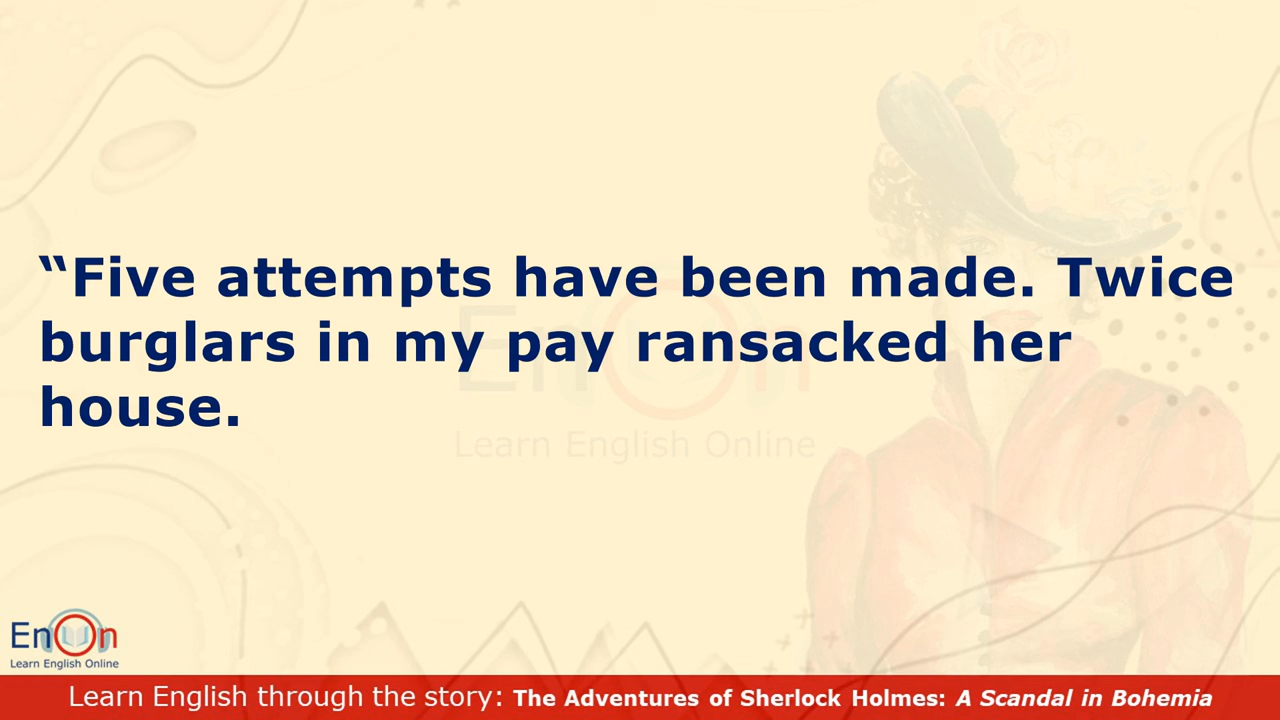 “Five attempts have been made. Twice
burglars in my pay ransacked her
house.
EnOn
Learn English Online
EnOn
Learn English Online
Learn English through the story: The Adventures of Sherlock Holmes: A Scandal in Bohemia